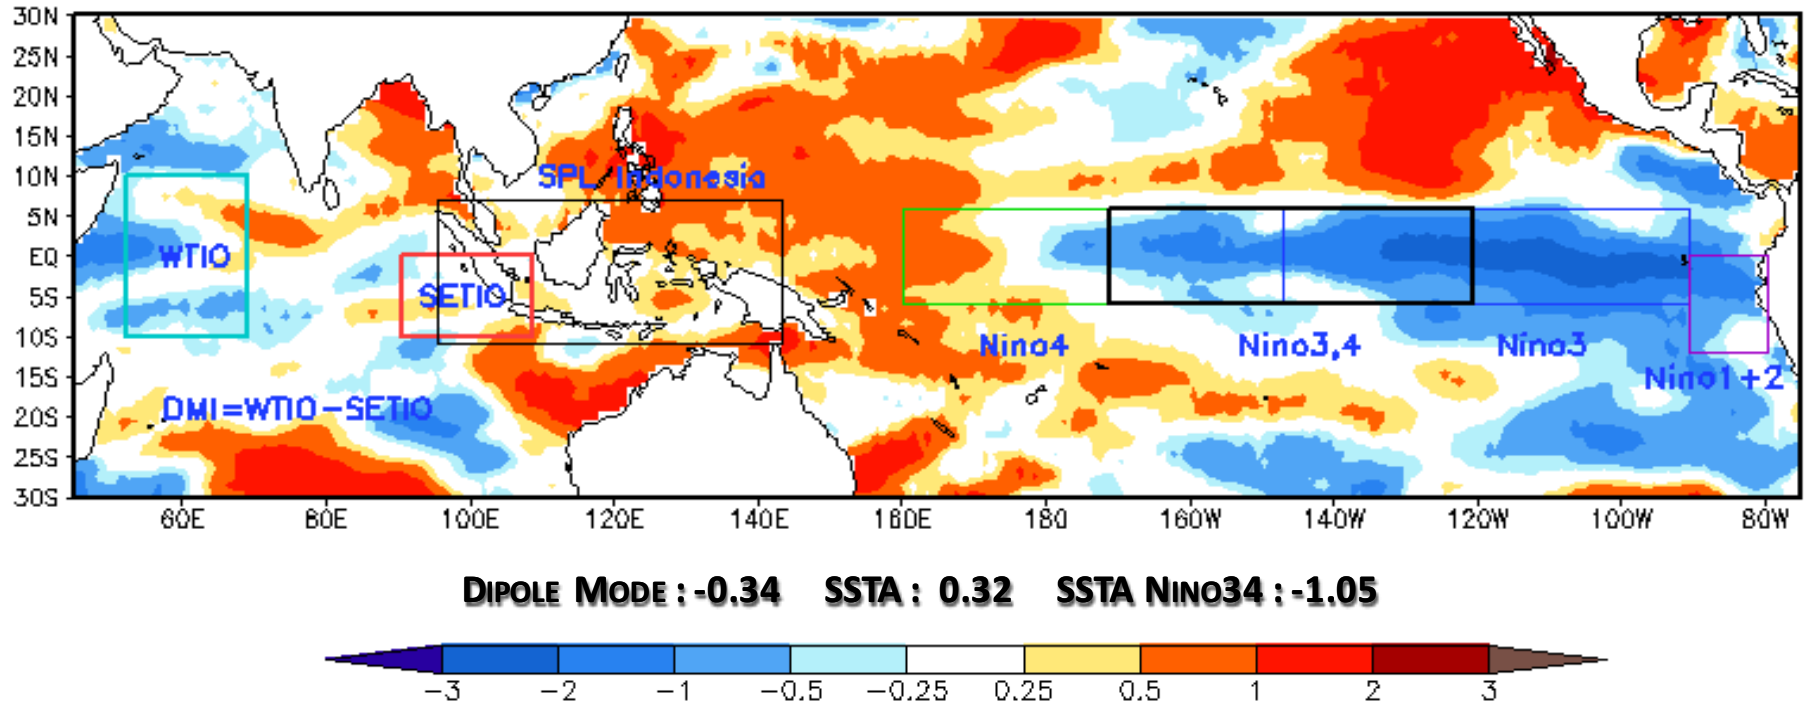 30N
25N
20N
15N
10N
5N
EQ
5S
10S
15S
20S
25S
30S
SPL Indonesia
WTIO
SETIO
Nino4
Nino3,4
Nino3
Nino1+2
DMI=WTIO-SETIO
60E 80E 100E 120E 140E 160E 180 160W 140W 120W 100W 80W
DIPOLE MODE : -0.34 SSTA : 0.32 SSTA NINO34 : -1.05
-3 -2 -1 -0.5 -0.25 0.25 0.5 1 2 3